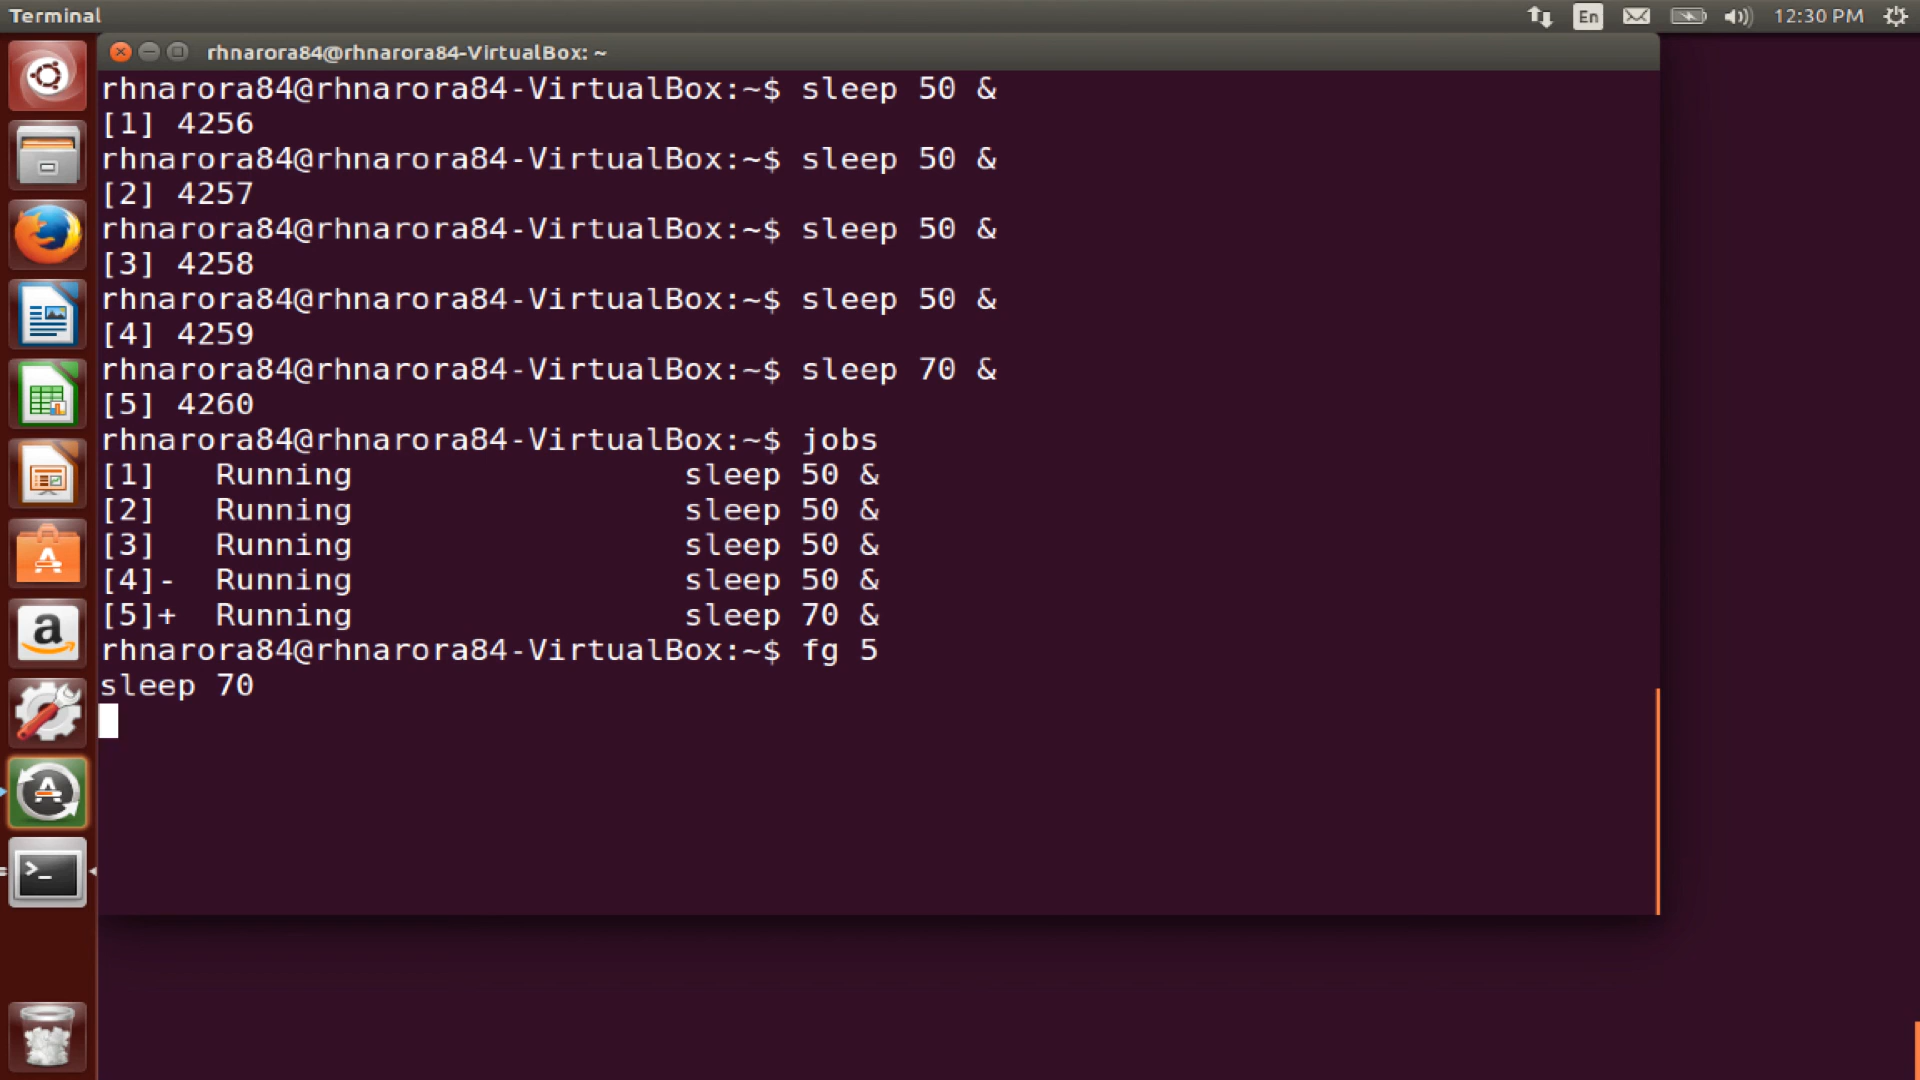 Terminal
En
12:30 PM
rhnarora84@rhnarora84-VirtualBox: ~
rhnarora84@rhnarora84-VirtualBox:~$ sleep 50 &
[1] 4256
rhnarora84@rhnarora84-VirtualBox:~$ sleep 50 &
[2] 4257
rhnarora84@rhnarora84-VirtualBox:~$ sleep 50 &
[3] 4258
rhnarora84@rhnarora84-VirtualBox:~$ sleep 50 &
[4] 4259
rhnarora84@rhnarora84-VirtualBox:~$ sleep 70 &
[5] 4260
rhnarora84@rhnarora84-VirtualBox:~$ jobs
[1]   Running                 sleep 50 &
[2]   Running                 sleep 50 &
[3]   Running                 sleep 50 &
[4]-  Running                 sleep 50 &
[5]+  Running                 sleep 70 &
rhnarora84@rhnarora84-VirtualBox:~$ fg 5
sleep 70